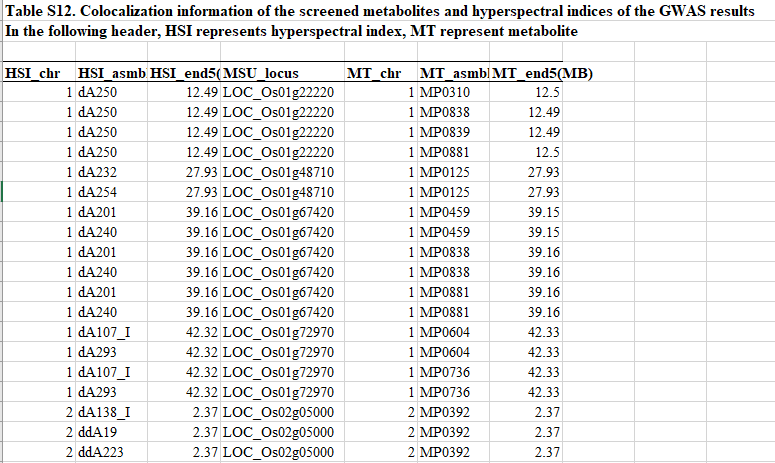 Table S12. Colocalization information of the screened metabolites and hyperspectral indices of the GWAS results
In the following header, HSI represents hyperspectral index, MT represent metabolite
HSI_chr HSI_asmb HSI_end5( MSU_locus MT_chr MT_asmbl MT_end5(MB)
1 dA250 12.49 LOC_Os01g22220 1 MP0310 12.5
1 dA250 12.49 LOC_Os01g22220 1 MP0838 12.49
1 dA250 12.49 LOC_Os01g22220 1 MP0839 12.49
1 dA250 12.49 LOC_Os01g22220 1 MP0881 12.5
1 dA232 27.93 LOC_Os01g48710 1 MP0125 27.93
1 dA254 27.93 LOC_Os01g48710 1 MP0125 27.93
1 dA201 39.16 LOC_Os01g67420 1 MP0459 39.15
1 dA240 39.16 LOC_Os01g67420 1 MP0459 39.15
1 dA201 39.16 LOC_Os01g67420 1 MP0838 39.16
1 dA240 39.16 LOC_Os01g67420 1 MP0838 39.16
1 dA201 39.16 LOC_Os01g67420 1 MP0881 39.16
1 dA240 39.16 LOC_Os01g67420 1 MP0881 39.16
1 dA107_I 42.32 LOC_Os01g72970 1 MP0604 42.33
1 dA293 42.32 LOC_Os01g72970 1 MP0604 42.33
1 dA107_I 42.32 LOC_Os01g72970 1 MP0736 42.33
1 dA293 42.32 LOC_Os01g72970 1 MP0736 42.33
2 dA138_I 2.37 LOC_Os02g05000 2 MP0392 2.37
2 ddA19 2.37 LOC_Os02g05000 2 MP0392 2.37
2 ddA223 2.37 LOC_Os02g05000 2 MP0392 2.37